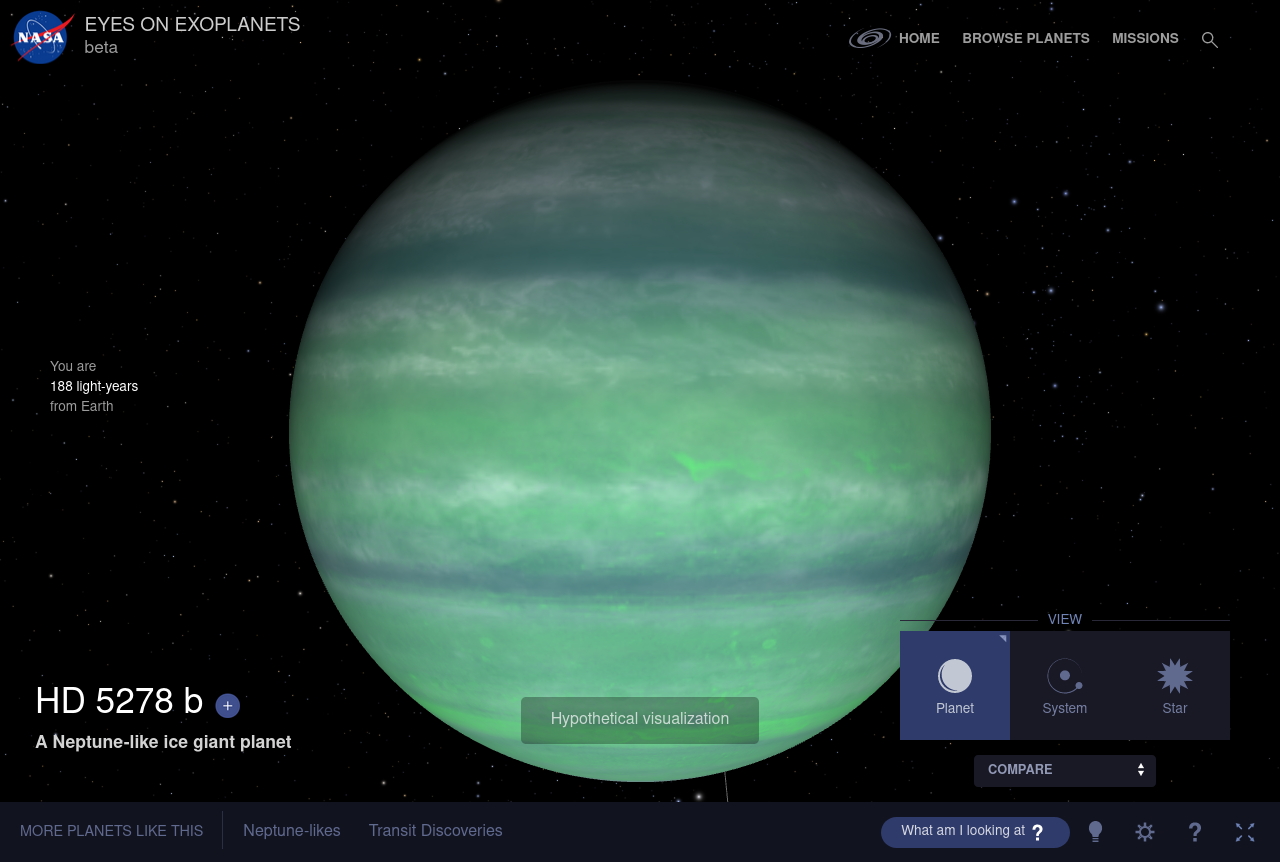 NASA
EYES ON EXOPLANETS
beta
HOME
BROWSE PLANETS
MISSIONS
You are
188 light-years
from Earth
HD 5278 b
+
A Neptune-like ice giant planet
Hypothetical visualization
VIEW
Planet
System
Star
COMPARE
MORE PLANETS LIKE THIS
Neptune-likes
Transit Discoveries
What am I looking at ?
?